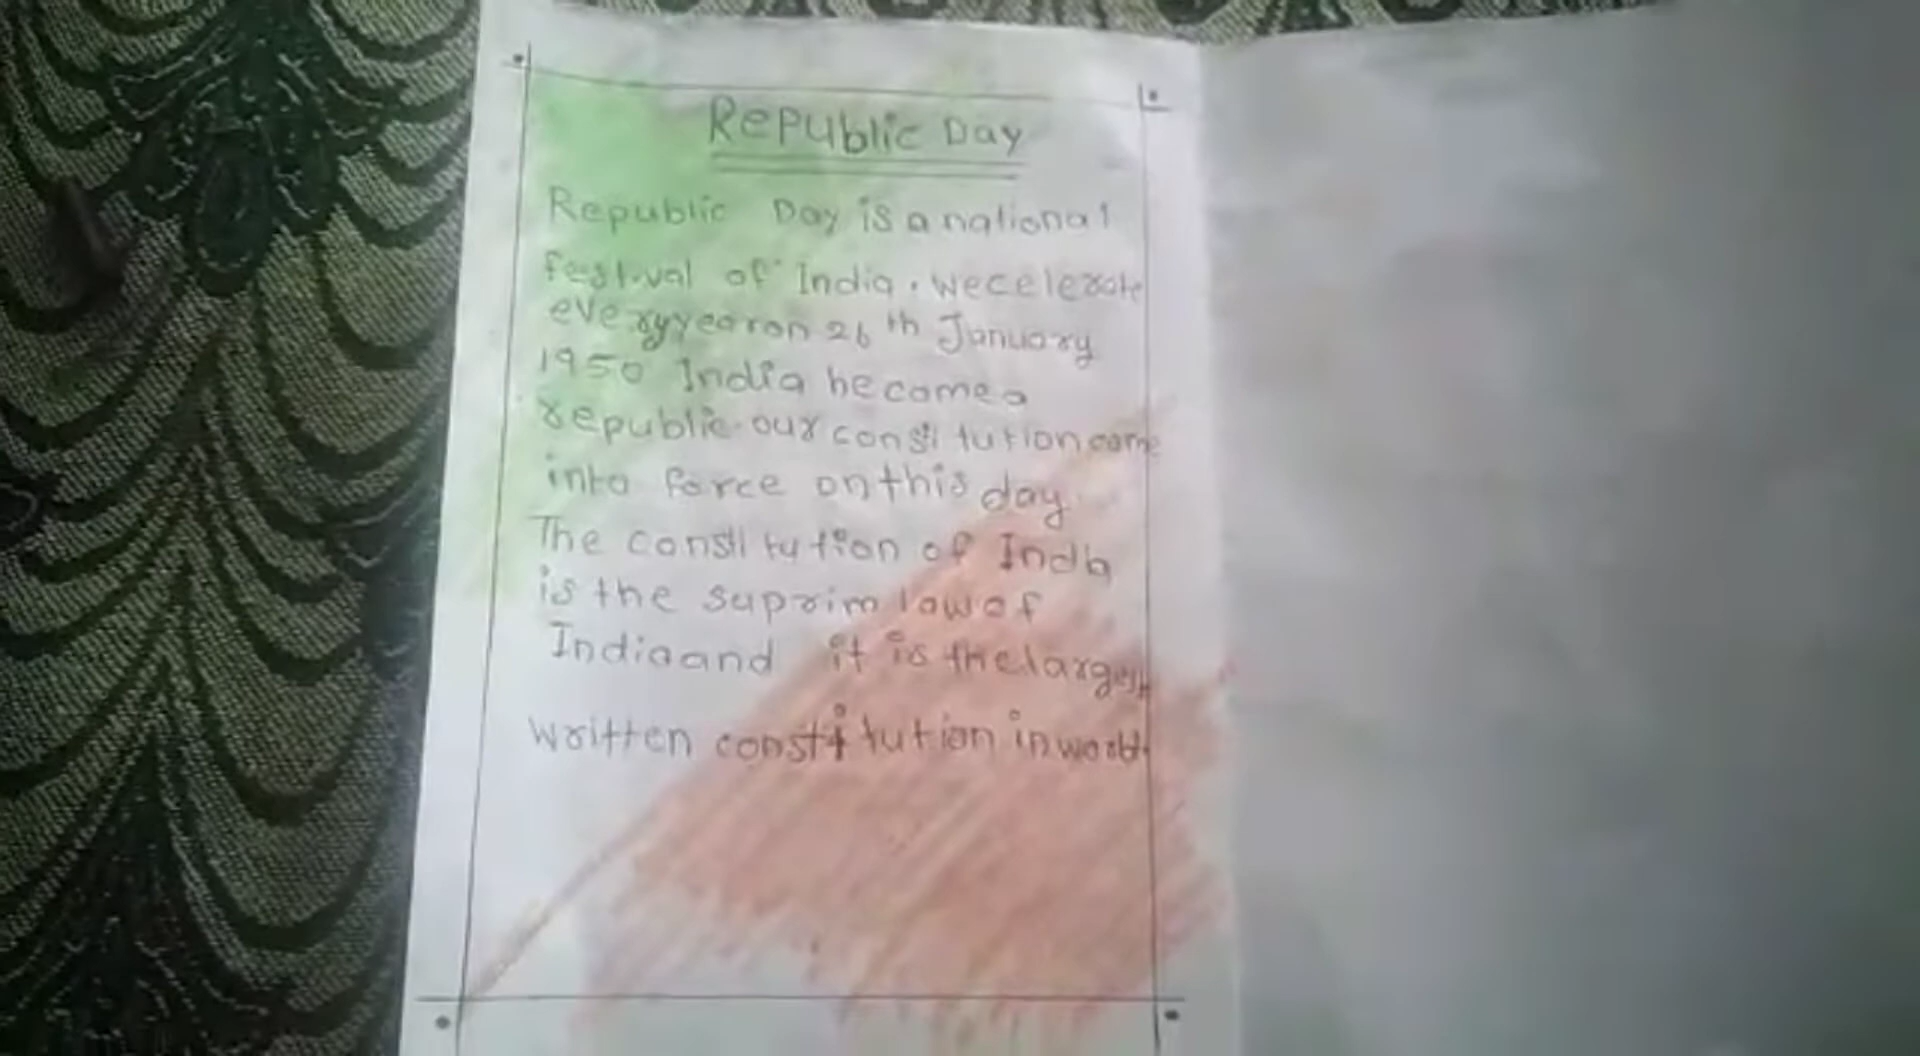 Republic Day
Republic Day is a national
festival of India. We celerate
every year on 26th January
1950 India become a
republic. our constitution came
into force on this day.
The constitution of India
is the suprim law of
India and it is the largest
written constitution in world.